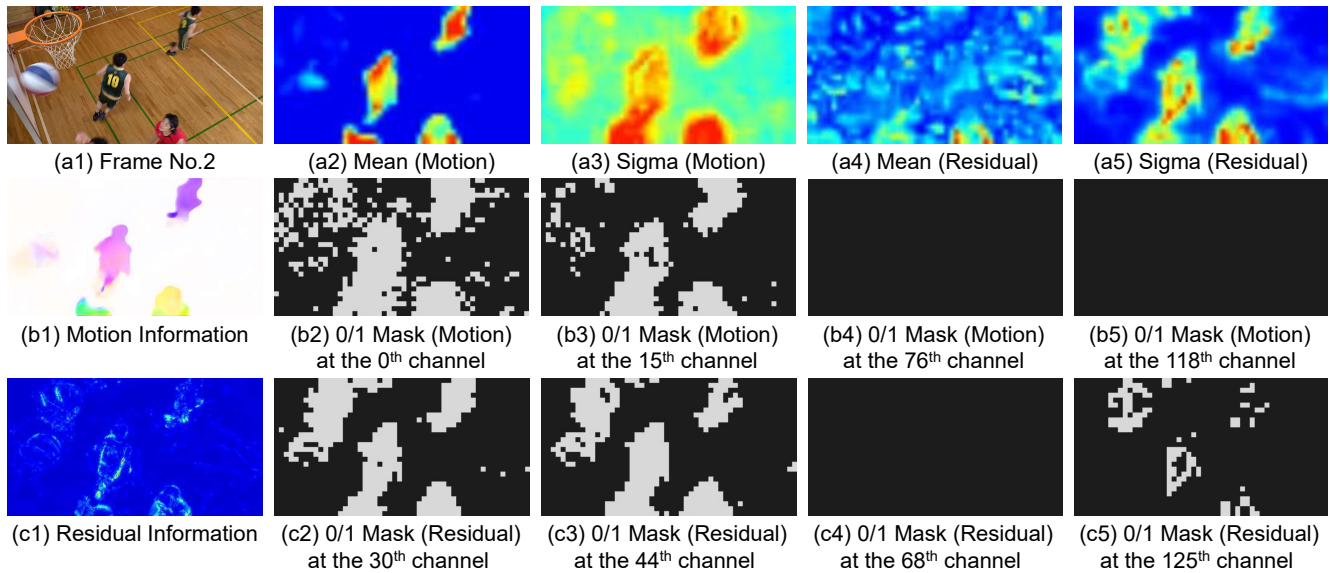 10
(a1) Frame No.2
(a2) Mean (Motion)
(a3) Sigma (Motion)
(a4) Mean (Residual)
(a5) Sigma (Residual)
(b1) Motion Information
(b2) 0/1 Mask (Motion)
at the 0th channel
(b3) 0/1 Mask (Motion)
at the 15th channel
(b4) 0/1 Mask (Motion)
at the 76th channel
(b5) 0/1 Mask (Motion)
at the 118th channel
(c1) Residual Information
(c2) 0/1 Mask (Residual)
at the 30th channel
(c3) 0/1 Mask (Residual)
at the 44th channel
(c4) 0/1 Mask (Residual)
at the 68th channel
(c5) 0/1 Mask (Residual)
at the 125th channel